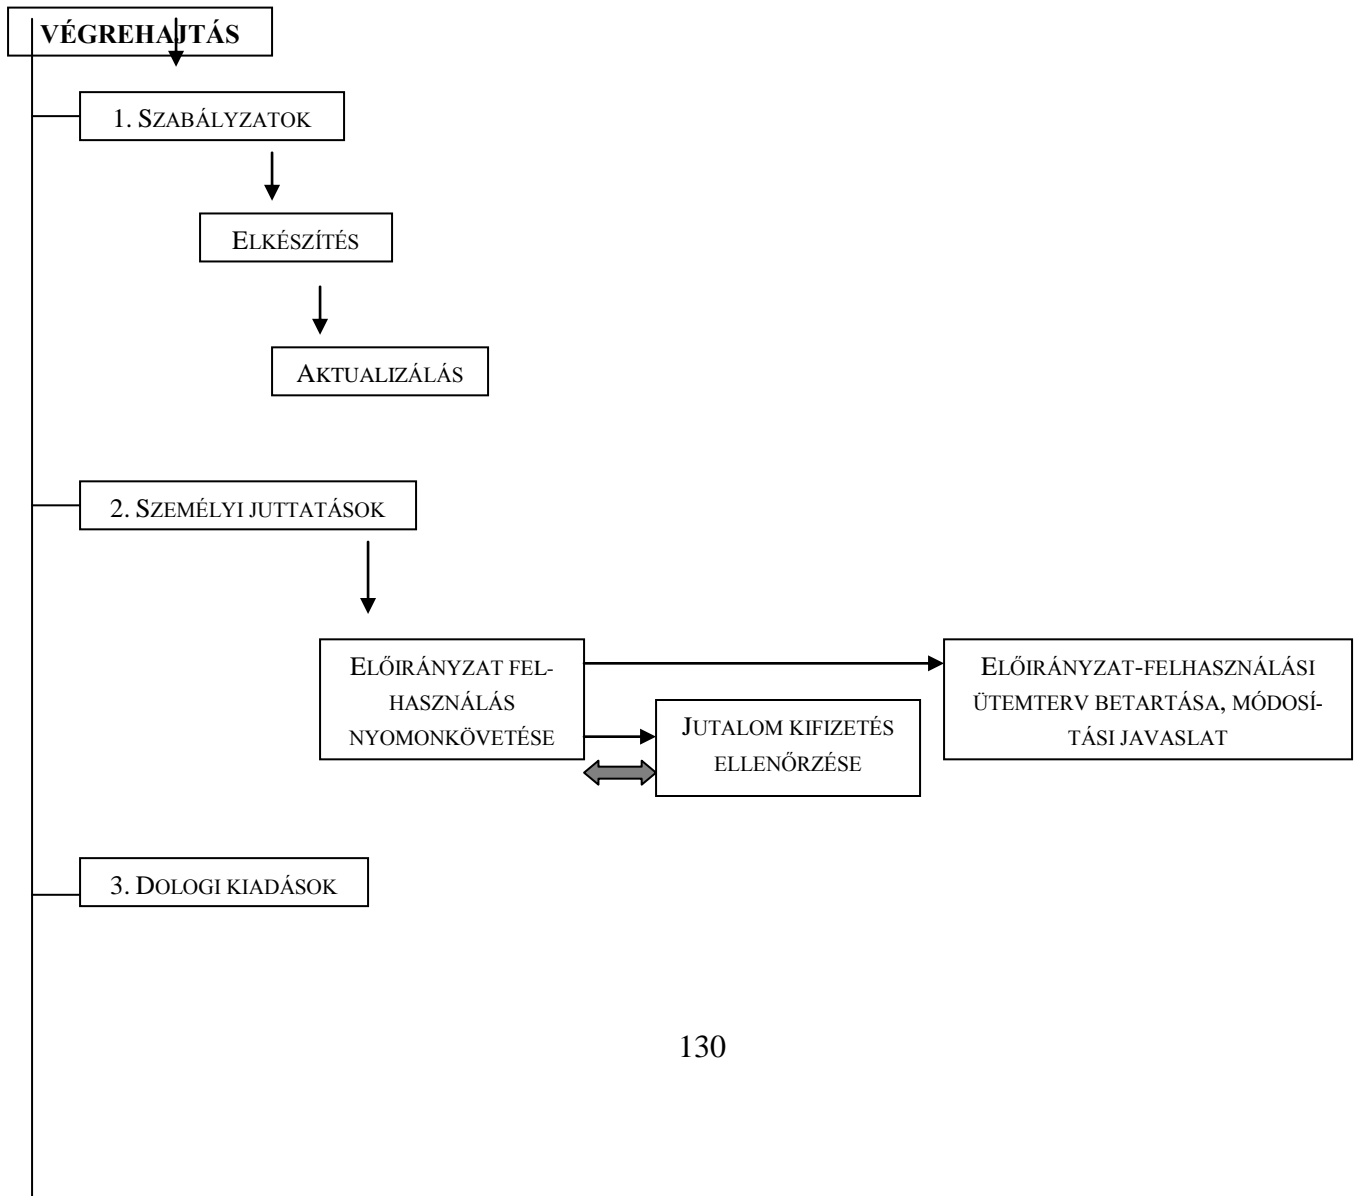 VÉGREHAJTÁS
1. SZABÁLYZATOK
ELKÉSZÍTÉS
AKTUALIZÁLÁS
2. SZEMÉLYI JUTTATÁSOK
ELŐIRÁNYZAT FEL-
HASZNÁLÁS
NYOMONKÖVETÉSE
JUTALOM KIFIZETÉS
ELLENŐRZÉSE
ELŐIRÁNYZAT-FELHASZNÁLÁSI
ÜTEMTERV BETARTÁSA, MÓDOSÍ-
TÁSI JAVASLAT
3. DOLOGI KIADÁSOK
130